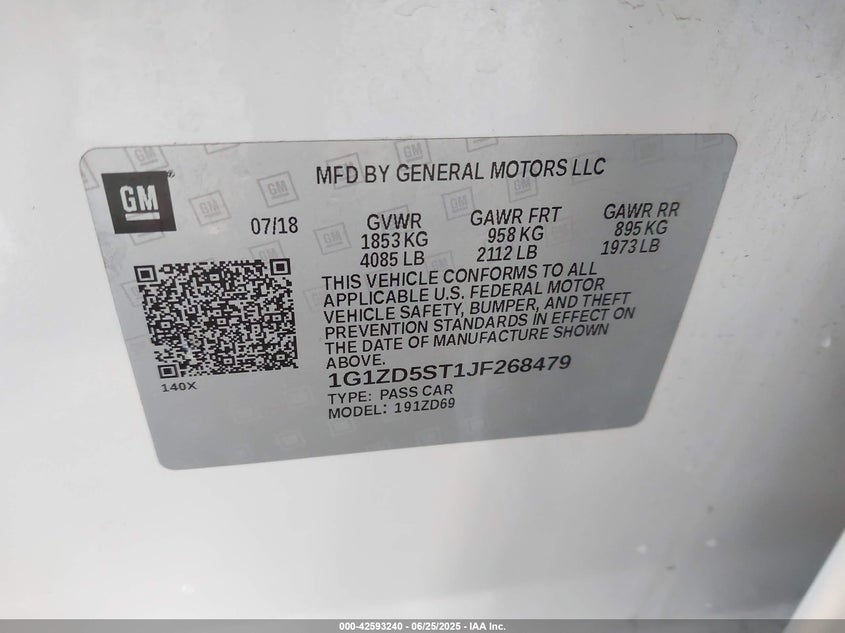 GM
MFD BY GENERAL MOTORS LLC
07/18
GVWR
1853 KG
4085 LB
GAWR FRT
958 KG
2112 LB
GAWR RR
895 KG
1973 LB
THIS VEHICLE CONFORMS TO ALL
APPLICABLE U.S. FEDERAL MOTOR
VEHICLE SAFETY, BUMPER, AND THEFT
PREVENTION STANDARDS IN EFFECT ON
THE DATE OF MANUFACTURE SHOWN
ABOVE.
140X
1G1ZD5ST1JF268479
TYPE: PASS CAR
MODEL: 191ZD69
000-42593240 - 06/25/2025 - IAA Inc.